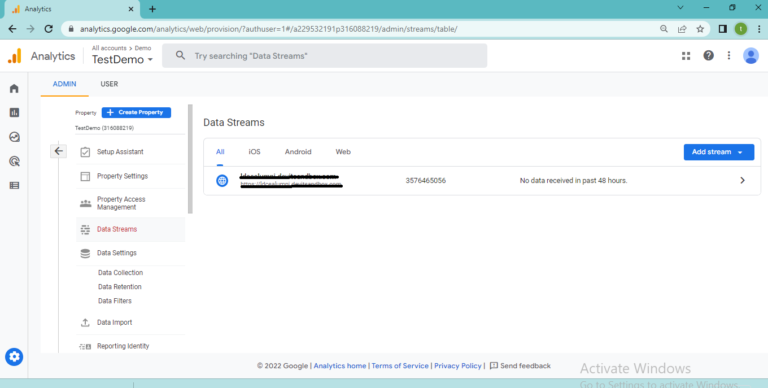 Analytics
analytics.google.com/analytics/web/provision/?authuser=1#/a229532191p316088219/admin/streams/table/
Analytics
All accounts > Demo
TestDemo
Try searching "Data Streams"
ADMIN
USER
Property
+ Create Property
TestDemo (316088219)
Setup Assistant
Property Settings
Property Access
Management
Data Streams
Data Settings
Data Collection
Data Retention
Data Filters
Data Import
Reporting Identity
Data Streams
All
iOS
Android
Web
Add stream
3576465056
No data received in past 48 hours.
© 2022 Google | Analytics home | Terms of Service | Privacy Policy | Send feedback
Activate Windows
Go to Settings to activate Windows.